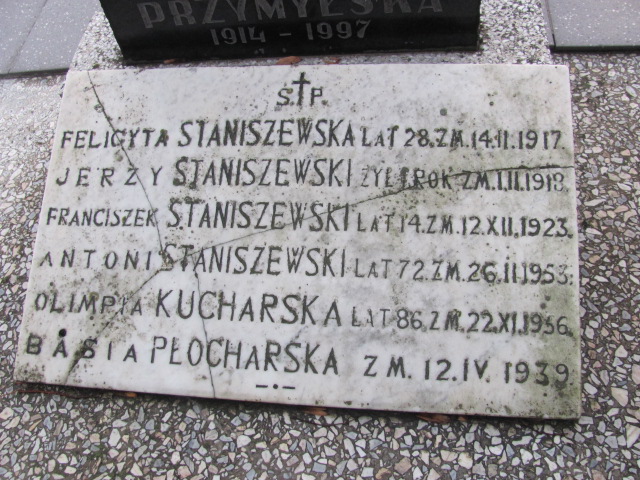 PRZYMYŁSKA
1914 - 1997
Ś.†P.
FELICYTA STANISZEWSKA LAT 28. ZM. 14.II.1917.
JERZY STANISZEWSKI ŻYŁ 1. ROK ZM. 1.II.1918.
FRANCISZEK STANISZEWSKI LAT 14. ZM. 12.XII.1923.
ANTONI STANISZEWSKI LAT 72. ZM. 26.II.1953.
OLIMPIA KUCHARSKA LAT 86. ZM. 22.XI.1956.
BASIA PŁOCHARSKA ZM. 12.IV. 1939.